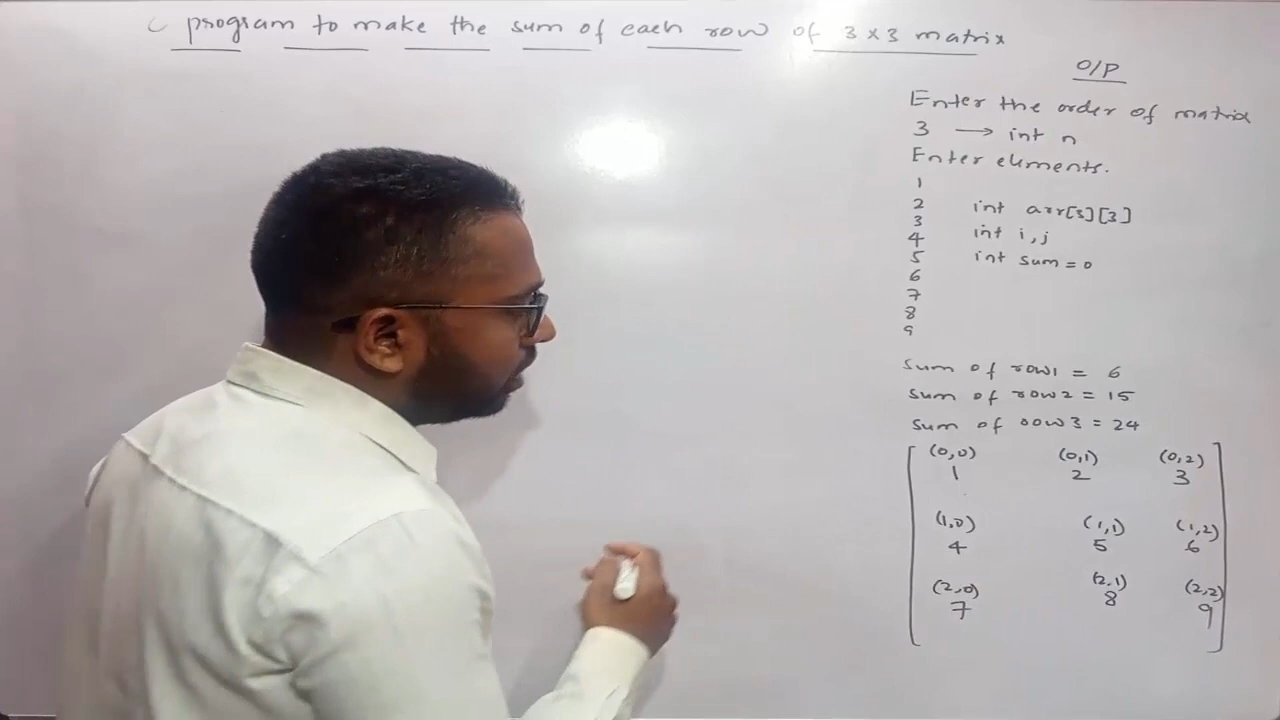 C program to make the sum of each row of 3 x 3 matrix
O/P
Enter the order of matrix
3 → int n
Enter elements.
1
2 int arr[3][3]
3
4 int i,j
5 int sum = 0
6
7
8
9
Sum of row1 = 6
Sum of row2 = 15
Sum of row3 = 24
(0,0) (0,1) (0,2)
1 2 3
(1,0) (1,1) (1,2)
4 5 6
(2,0) (2,1) (2,2)
7 8 9